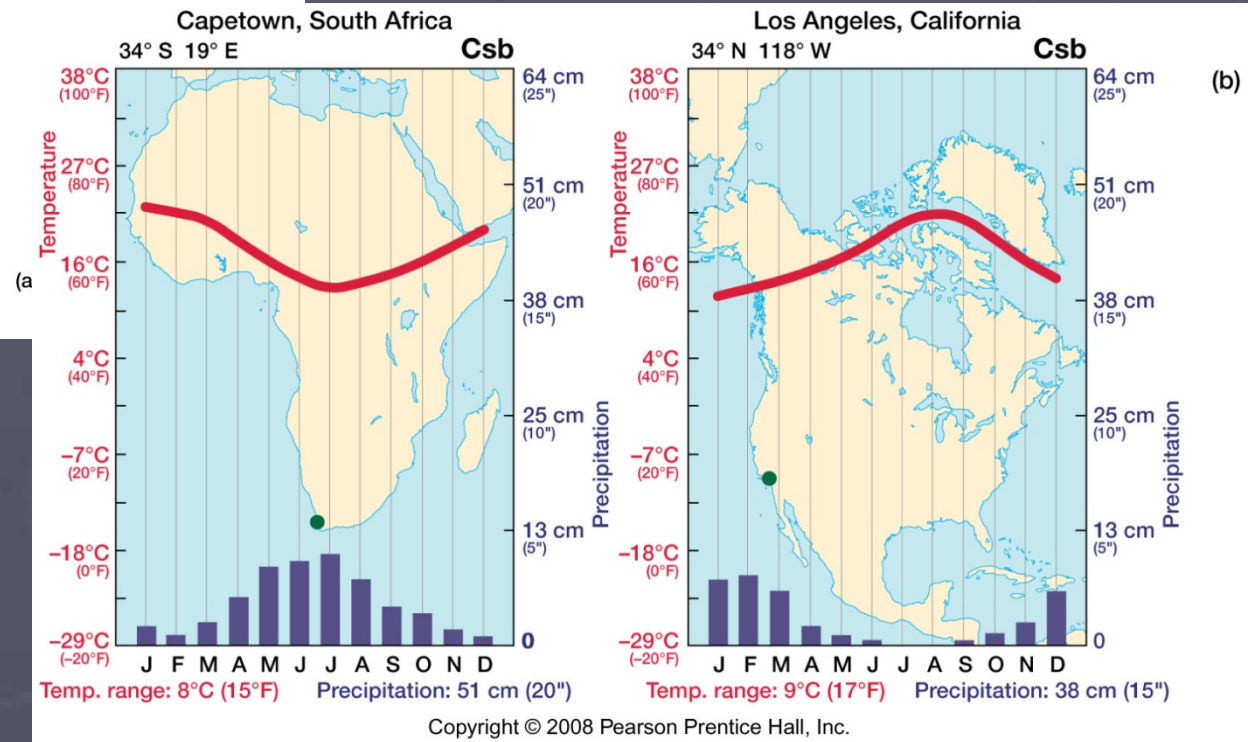 Capetown, South Africa
34° S 19° E
Csb
38°C
(100°F)
27°C
(80°F)
16°C
(60°F)
4°C
(40°F)
–7°C
(20°F)
–18°C
(0°F)
–29°C
(–20°F)
Temperature
64 cm
(25")
51 cm
(20")
38 cm
(15")
25 cm
(10")
13 cm
(5")
0
Precipitation
J F M A M J J A S O N D
Temp. range: 8°C (15°F)
Precipitation: 51 cm (20")
(a
Los Angeles, California
34° N 118° W
Csb
38°C
(100°F)
27°C
(80°F)
16°C
(60°F)
4°C
(40°F)
–7°C
(20°F)
–18°C
(0°F)
–29°C
(–20°F)
Temperature
64 cm
(25")
51 cm
(20")
38 cm
(15")
25 cm
(10")
13 cm
(5")
0
Precipitation
J F M A M J J A S O N D
Temp. range: 9°C (17°F)
Precipitation: 38 cm (15")
(b)
Copyright © 2008 Pearson Prentice Hall, Inc.